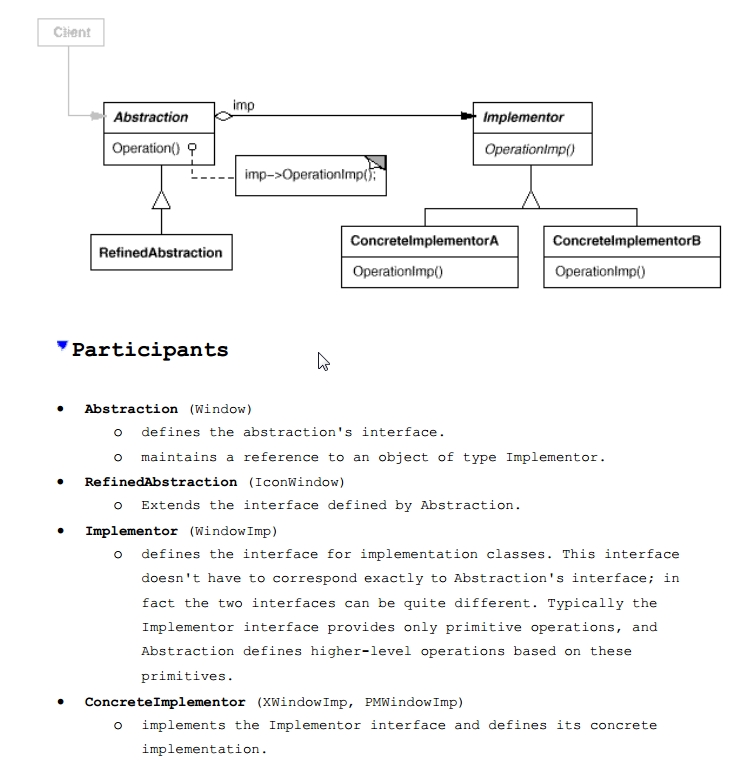 Client
imp
Abstraction
Implementor
Operation()
OperationImp()
imp->OperationImp();
RefinedAbstraction
ConcreteImplementorA
ConcreteImplementorB
OperationImp()
OperationImp()
Participants
• Abstraction (Window)
o defines the abstraction's interface.
o maintains a reference to an object of type Implementor.
• RefinedAbstraction (IconWindow)
o Extends the interface defined by Abstraction.
• Implementor (WindowImp)
o defines the interface for implementation classes. This interface
doesn't have to correspond exactly to Abstraction's interface; in
fact the two interfaces can be quite different. Typically the
Implementor interface provides only primitive operations, and
Abstraction defines higher-level operations based on these
primitives.
• ConcreteImplementor (XWindowImp, PMWindowImp)
o implements the Implementor interface and defines its concrete
implementation.